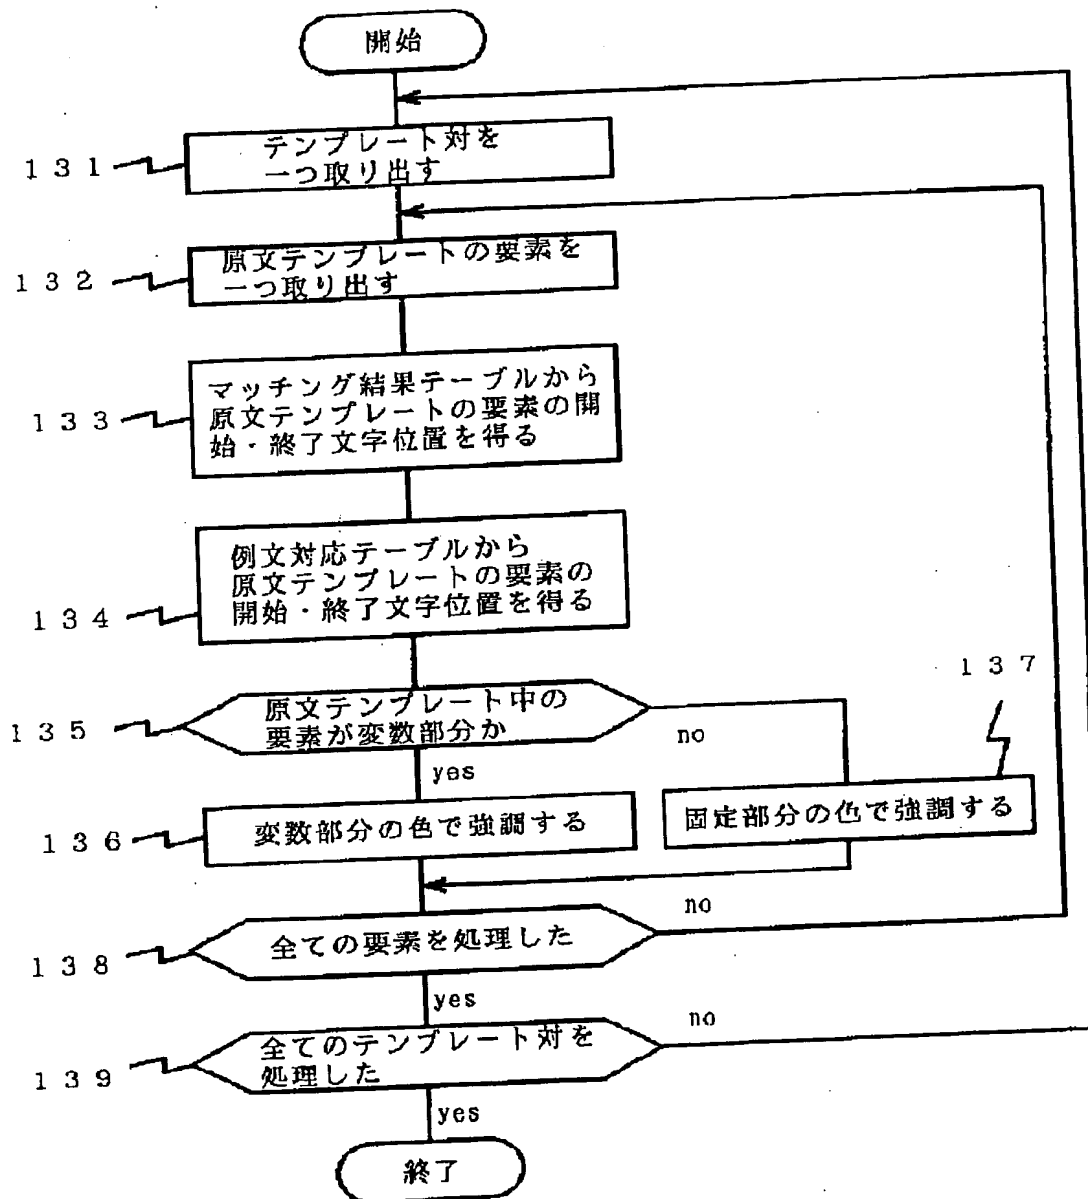 開始
131
テンプレート対を
一つ取り出す
132
原文テンプレートの要素を
一つ取り出す
133
マッチング結果テーブルから
原文テンプレートの要素の開
始・終了文字位置を得る
134
例文対応テーブルから
原文テンプレートの要素の
開始・終了文字位置を得る
137
135
原文テンプレート中の
要素が変数部分か
no
yes
136
変数部分の色で強調する
固定部分の色で強調する
138
全ての要素を処理した
no
yes
139
全てのテンプレート対を
処理した
no
yes
終了